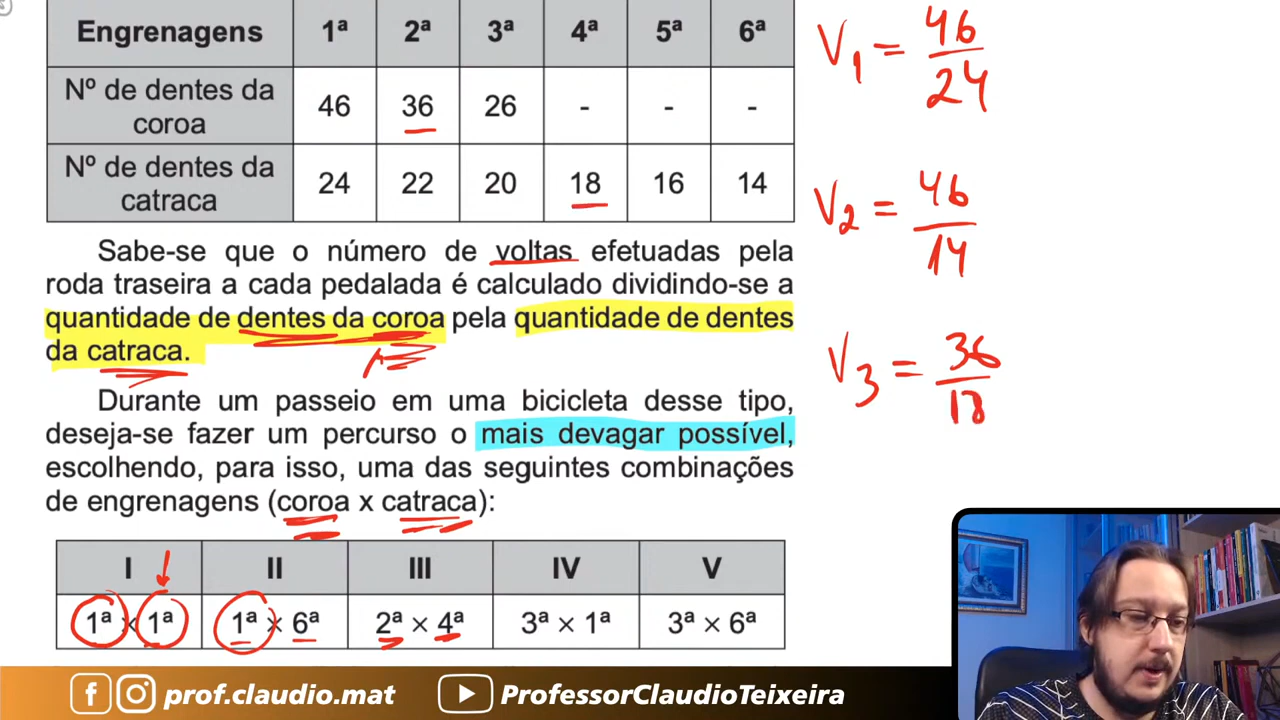 Engrenagens 1ª 2ª 3ª 4ª 5ª 6ª
Nº de dentes da coroa 46 36 26 - - -
Nº de dentes da catraca 24 22 20 18 16 14
Sabe-se que o número de voltas efetuadas pela
roda traseira a cada pedalada é calculado dividindo-se a
quantidade de dentes da coroa pela quantidade de dentes
da catraca.
Durante um passeio em uma bicicleta desse tipo,
deseja-se fazer um percurso o mais devagar possível,
escolhendo, para isso, uma das seguintes combinações
de engrenagens (coroa x catraca):
I II III IV V
1ª × 1ª 1ª × 6ª 2ª × 4ª 3ª × 1ª 3ª × 6ª
V1 = 46/24
V2 = 46/14
V3 = 36/18
prof.claudio.mat ProfessorClaudioTeixeira